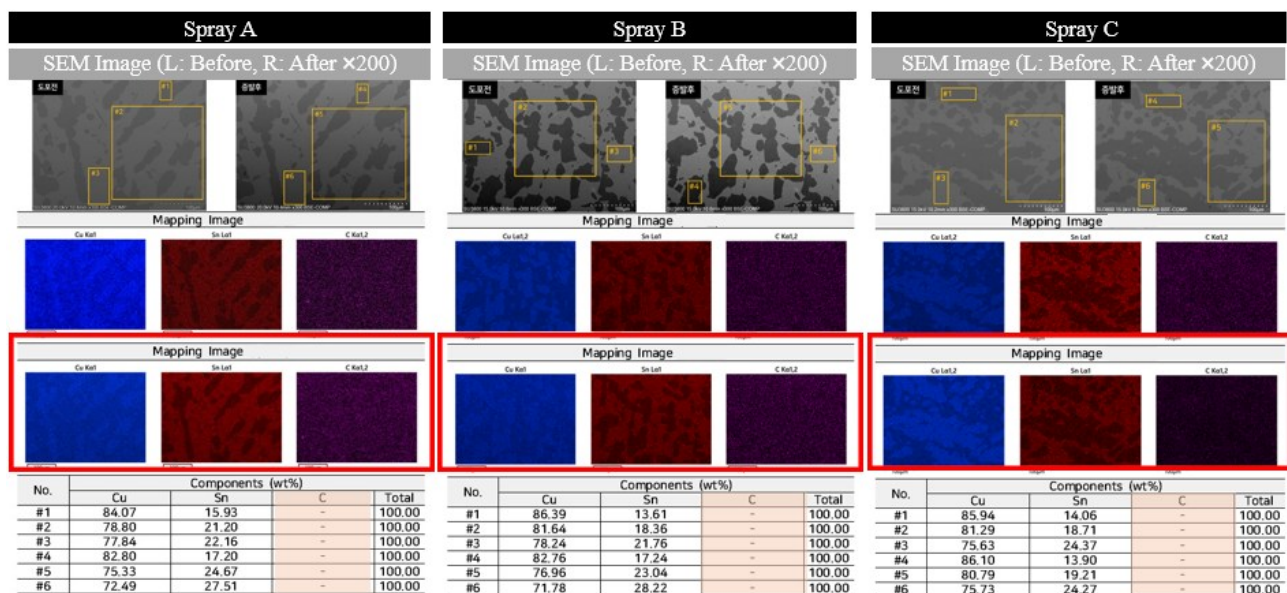 Spray A
SEM Image (L: Before, R: After ×200)
도포전
#1
#2
#3
증발후
#4
#5
#6
Mapping Image
Cu Kα1
Sn Lα1
C Kα1,2
Mapping Image
Cu Kα1
Sn Lα1
C Kα1,2
No. Components (wt%)
Cu Sn C Total
#1 84.07 15.93 - 100.00
#2 78.80 21.20 - 100.00
#3 77.84 22.16 - 100.00
#4 82.80 17.20 - 100.00
#5 75.33 24.67 - 100.00
#6 72.49 27.51 - 100.00
Spray B
SEM Image (L: Before, R: After ×200)
도포전
#2
#1
#3
증발후
#5
#6
#4
Mapping Image
Cu Lα1,2
Sn Lα1
C Kα1,2
Mapping Image
Cu Kα1
Sn Lα1
C Kα1,2
No. Components (wt%)
Cu Sn C Total
#1 86.39 13.61 - 100.00
#2 81.64 18.36 - 100.00
#3 78.24 21.76 - 100.00
#4 82.76 17.24 - 100.00
#5 76.96 23.04 - 100.00
#6 71.78 28.22 - 100.00
Spray C
SEM Image (L: Before, R: After ×200)
도포전
#1
#2
#3
증발후
#4
#5
#6
Mapping Image
Cu Lα1,2
Sn Lα1
C Kα1,2
Mapping Image
Cu Lα1,2
Sn Lα1
C Kα1,2
No. Components (wt%)
Cu Sn C Total
#1 85.94 14.06 - 100.00
#2 81.29 18.71 - 100.00
#3 75.63 24.37 - 100.00
#4 86.10 13.90 - 100.00
#5 80.79 19.21 - 100.00
#6 75.73 24.27 - 100.00